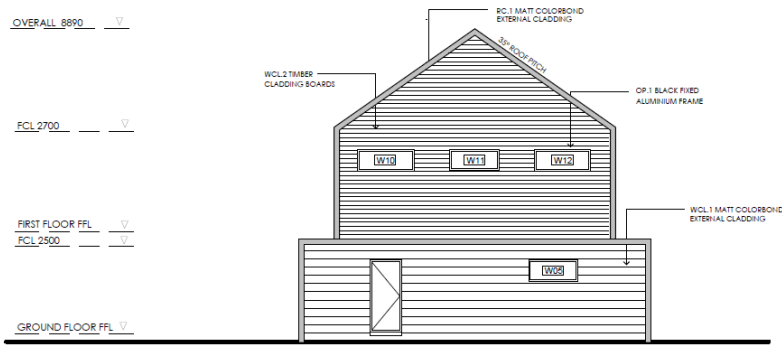 OVERALL 8890
RC.1 MATT COLORBOND
EXTERNAL CLADDING
35° ROOF PITCH
WCL.2 TIMBER
CLADDING BOARDS
OP.1 BLACK FIXED
ALUMINIUM FRAME
FCL 2700
W10
W11
W12
WCL.1 MATT COLORBOND
EXTERNAL CLADDING
FIRST FLOOR FFL
FCL 2500
W05
GROUND FLOOR FFL